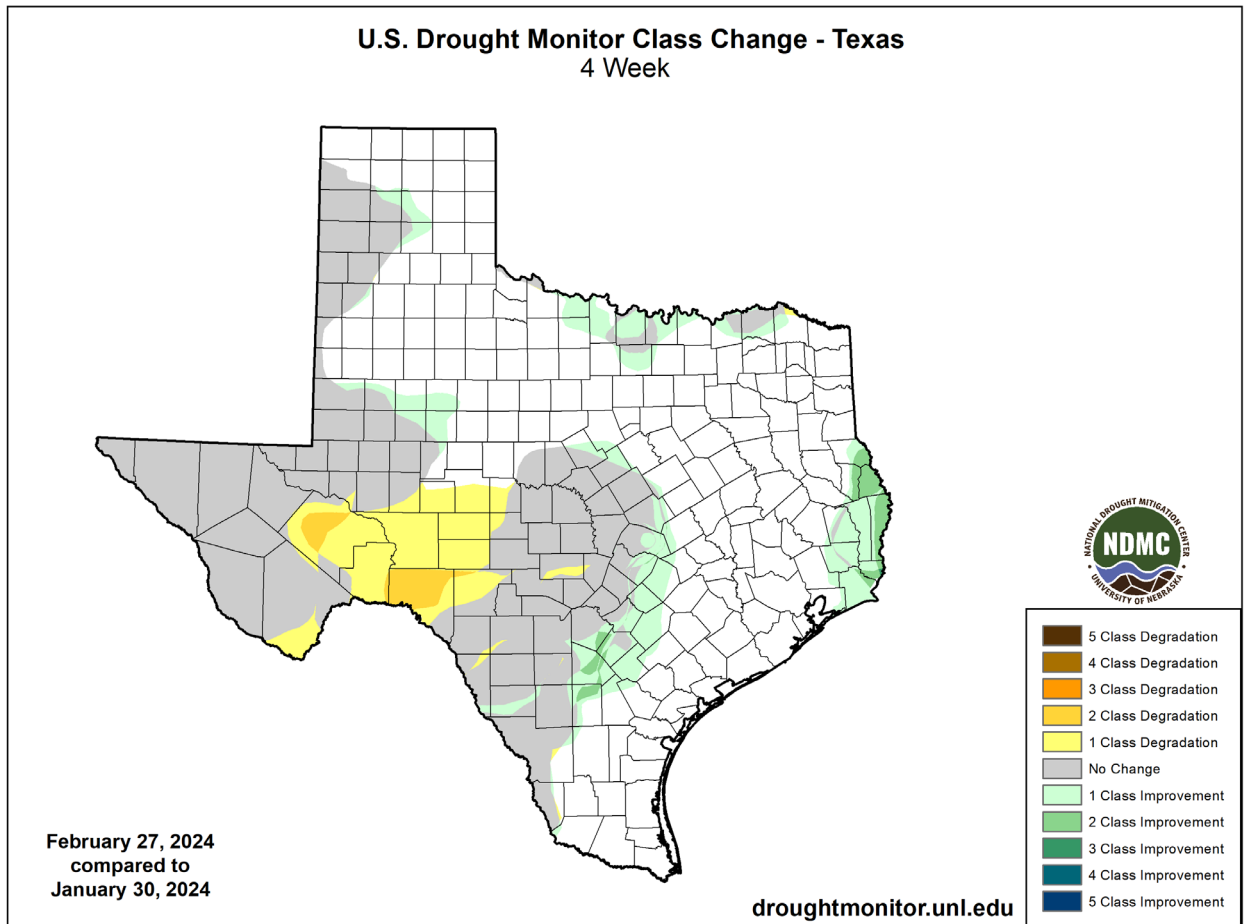 U.S. Drought Monitor Class Change - Texas
4 Week
NATIONAL DROUGHT MITIGATION CENTER
NDMC
UNIVERSITY OF NEBRASKA
5 Class Degradation
4 Class Degradation
3 Class Degradation
2 Class Degradation
1 Class Degradation
No Change
1 Class Improvement
2 Class Improvement
3 Class Improvement
4 Class Improvement
5 Class Improvement
February 27, 2024
compared to
January 30, 2024
droughtmonitor.unl.edu